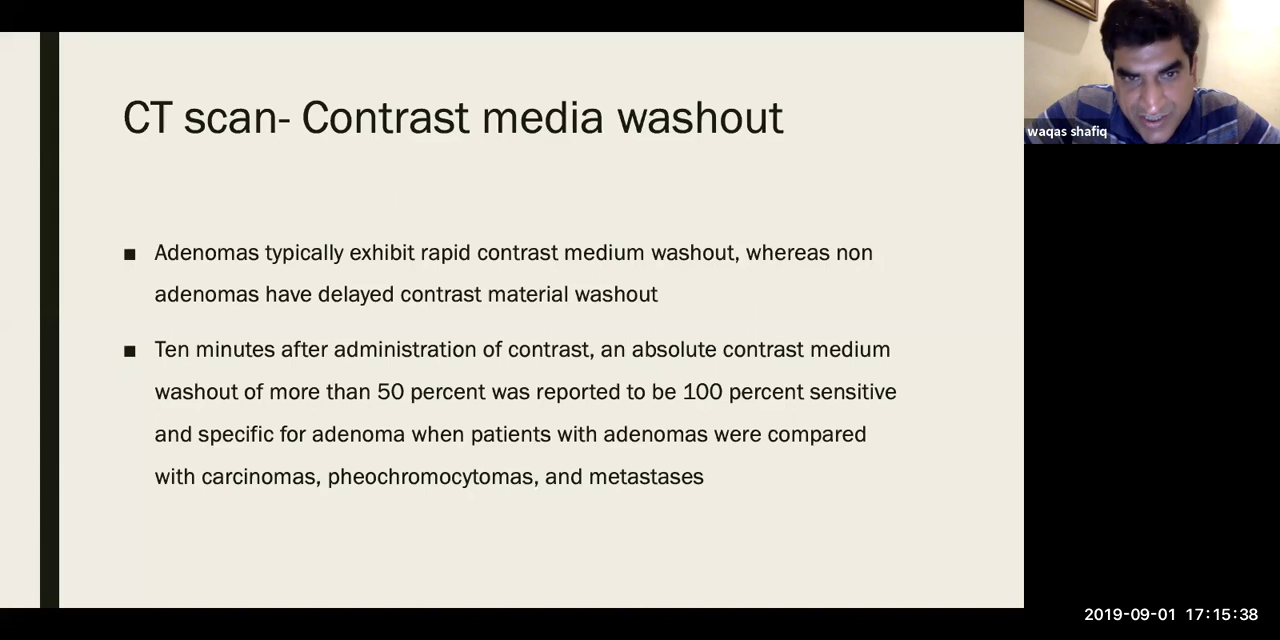 CT scan- Contrast media washout
waqas shafiq
■ Adenomas typically exhibit rapid contrast medium washout, whereas non
adenomas have delayed contrast material washout
■ Ten minutes after administration of contrast, an absolute contrast medium
washout of more than 50 percent was reported to be 100 percent sensitive
and specific for adenoma when patients with adenomas were compared
with carcinomas, pheochromocytomas, and metastases
2019-09-01 17:15:38